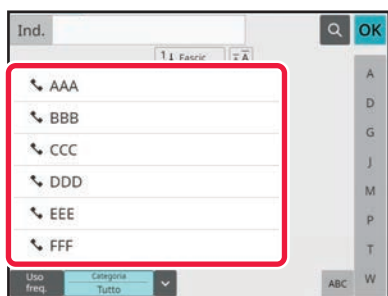 Ind.
OK
1↓ Fascic
A
AAA
A
BBB
D
CCC
G
DDD
J
EEE
M
FFF
P
T
W
Uso freq.
Categoria
Tutto
ABC